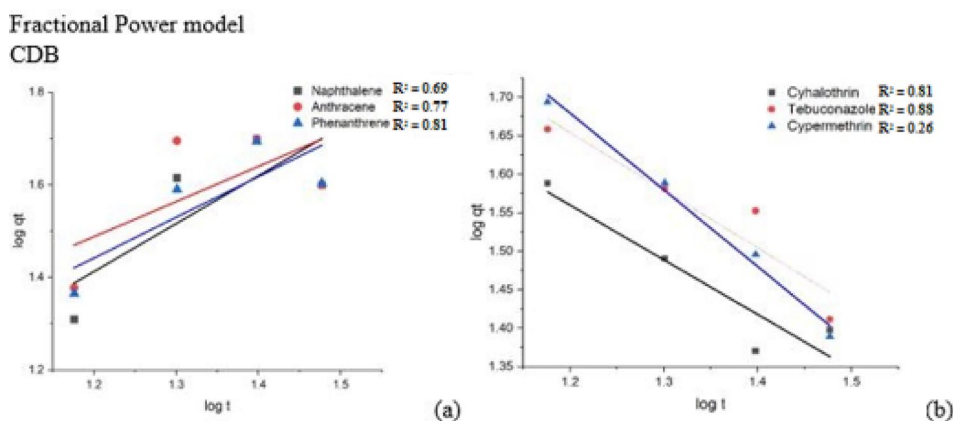 Fractional Power model
CDB
1.8
1.6
1.4
1.2
log qt
Naphthalene R² = 0.69
Anthracene R² = 0.77
Phenanthrene R² = 0.81
1.2 1.3 1.4 1.5
log t
(a)
1.70
1.65
1.60
1.55
1.50
1.45
1.40
1.35
log qt
Cyhalothrin R² = 0.81
Tebuconazole R² = 0.88
Cypermethrin R² = 0.26
1.2 1.3 1.4 1.5
log t
(b)